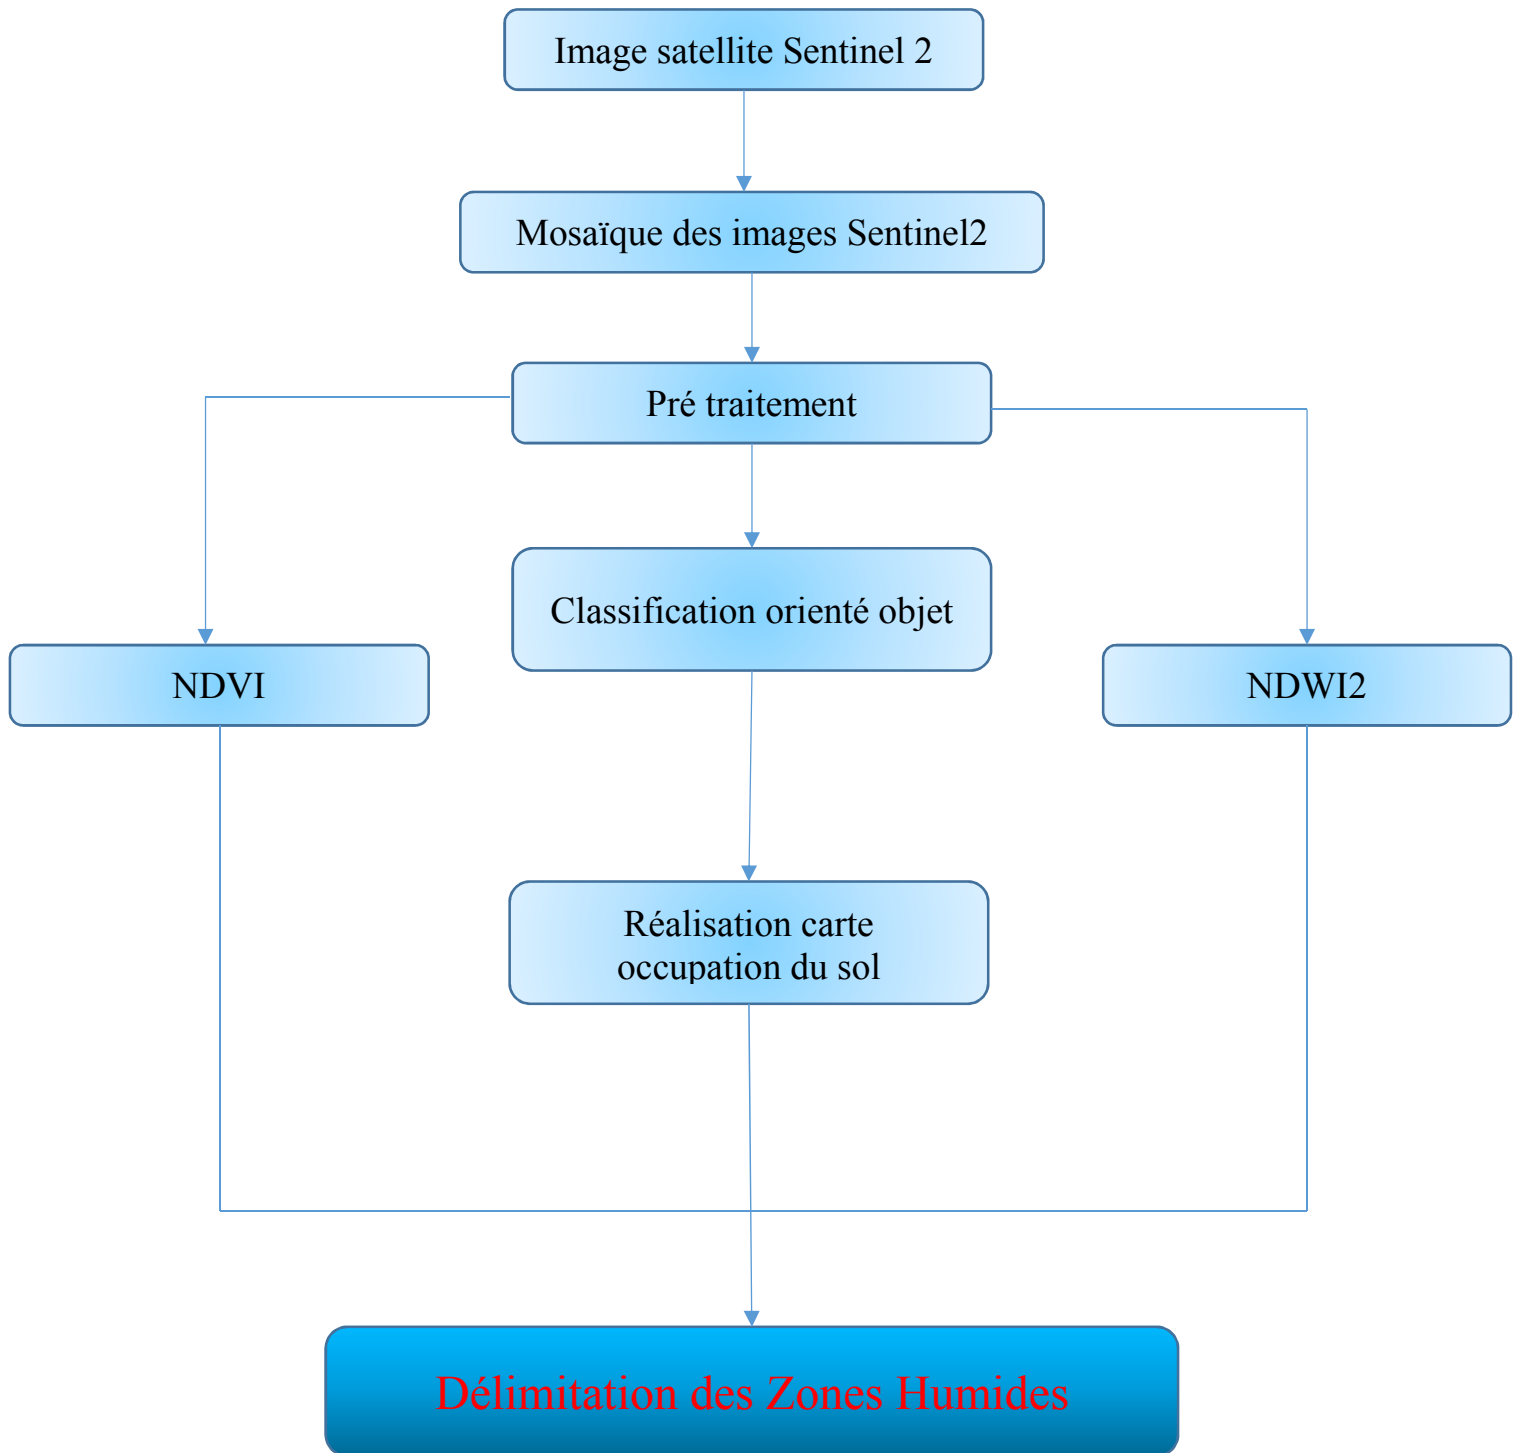 Image satellite Sentinel 2
Mosaïque des images Sentinel2
Pré traitement
Classification orienté objet
NDVI
NDWI2
Réalisation carte
occupation du sol
Délimitation des Zones Humides